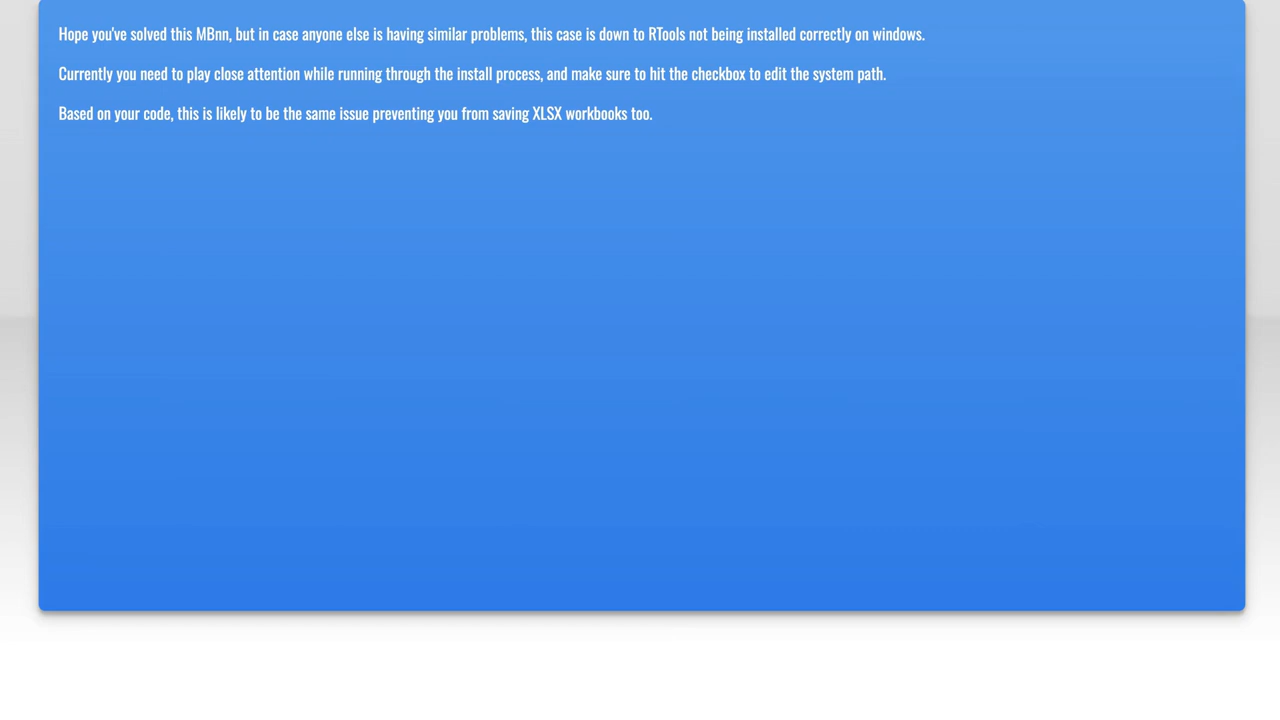 Hope you've solved this MBnn, but in case anyone else is having similar problems, this case is down to RTools not being installed correctly on windows.
Currently you need to play close attention while running through the install process, and make sure to hit the checkbox to edit the system path.
Based on your code, this is likely to be the same issue preventing you from saving XLSX workbooks too.